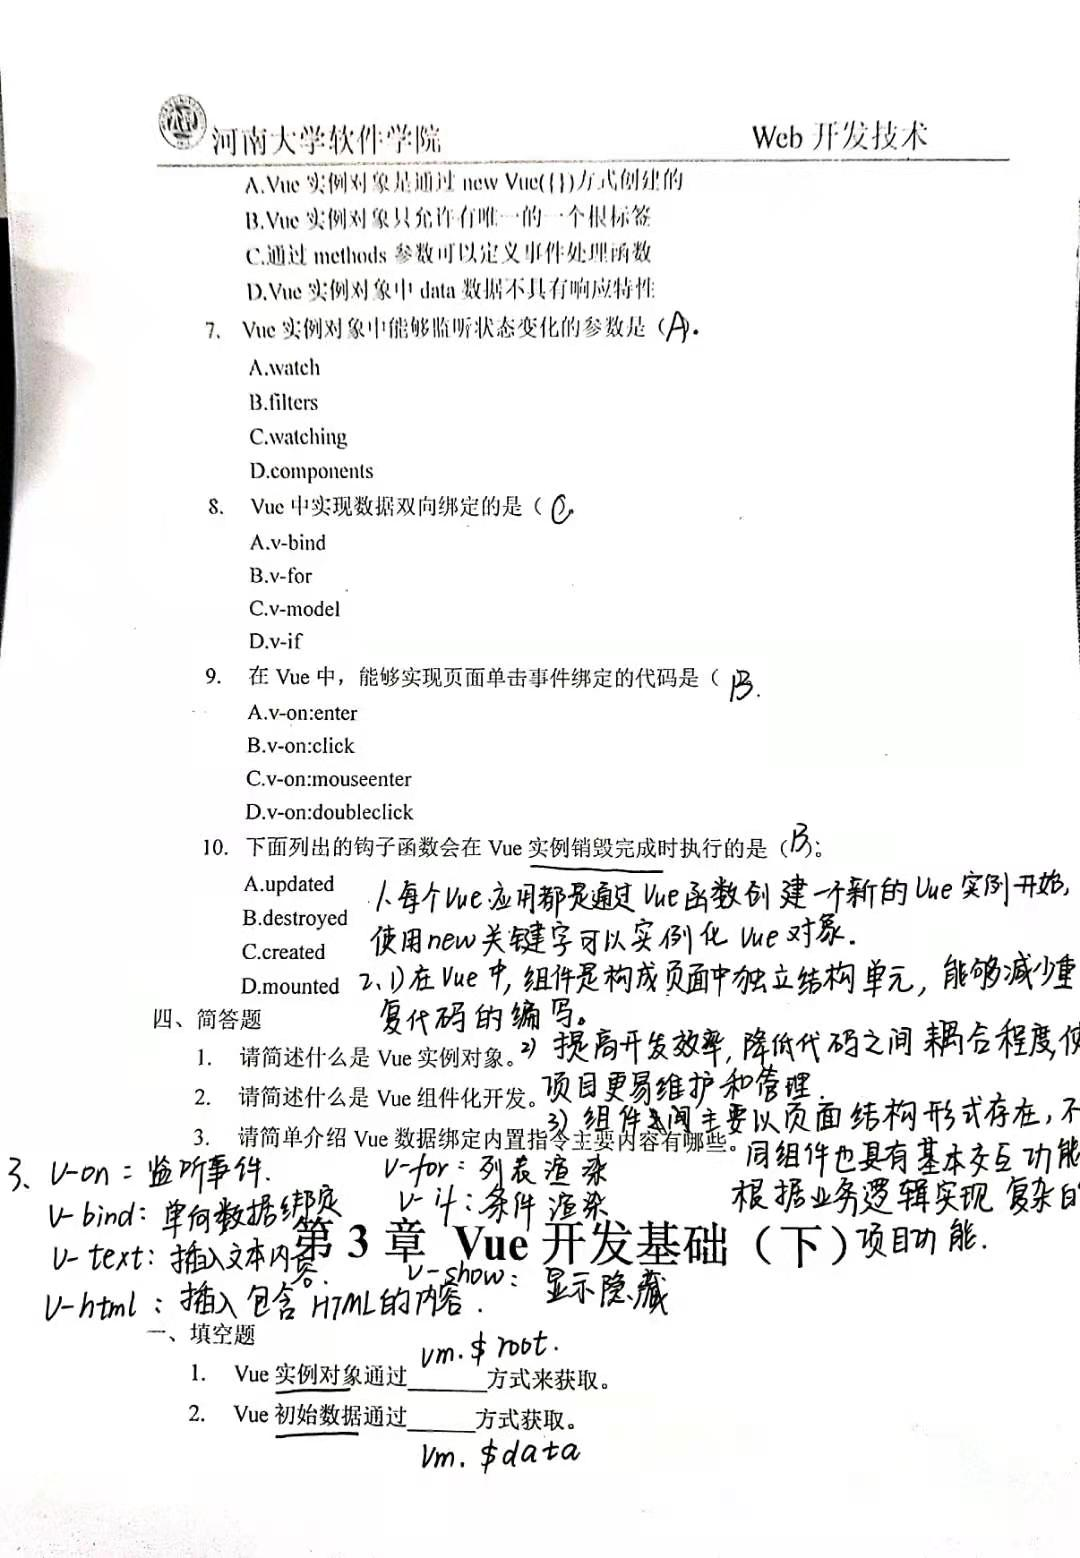 河南大学软件学院 Web 开发技术
A.Vue 实例对象是通过 new Vue({})方式创建的
B.Vue 实例对象只允许有唯一的一个根标签
C.通过 methods 参数可以定义事件处理函数
D.Vue 实例对象中 data 数据不具有响应特性
7. Vue 实例对象中能够监听状态变化的参数是（A）.
A.watch
B.filters
C.watching
D.components
8. Vue 中实现数据双向绑定的是（ C.
A.v-bind
B.v-for
C.v-model
D.v-if
9. 在 Vue 中，能够实现页面单击事件绑定的代码是（ B.
A.v-on:enter
B.v-on:click
C.v-on:mouseenter
D.v-on:doubleclick
10. 下面列出的钩子函数会在 Vue 实例销毁完成时执行的是（B）；
A.updated
B.destroyed
C.created
D.mounted
1、每个Vue应用都是通过Vue函数创建一个新的Vue实例开始,
使用new关键字可以实例化Vue对象.
2、1)在Vue中,组件是构成页面中独立结构单元，能够减少重
复代码的编写。
2) 提高开发效率,降低代码之间耦合程度,使
项目更易维护和管理.
3) 组件之间主要以页面结构形式存在,不
同组件也具有基本交互功能
根据业务逻辑实现复杂的
项目功能.
四、简答题
1. 请简述什么是 Vue 实例对象。
2. 请简述什么是 Vue 组件化开发。
3. 请简单介绍 Vue 数据绑定内置指令主要内容有哪些。
3、v-on：监听事件.
v-bind：单向数据绑定
v-text：插入文本内容.
v-html：插入包含HTML的内容.
v-for：列表渲染
v-if：条件渲染
v-show：显示隐藏
第 3 章 Vue 开发基础（下）
一、填空题
1. Vue 实例对象通过______方式来获取。
vm.$root.
2. Vue 初始数据通过______方式获取。
vm.$data